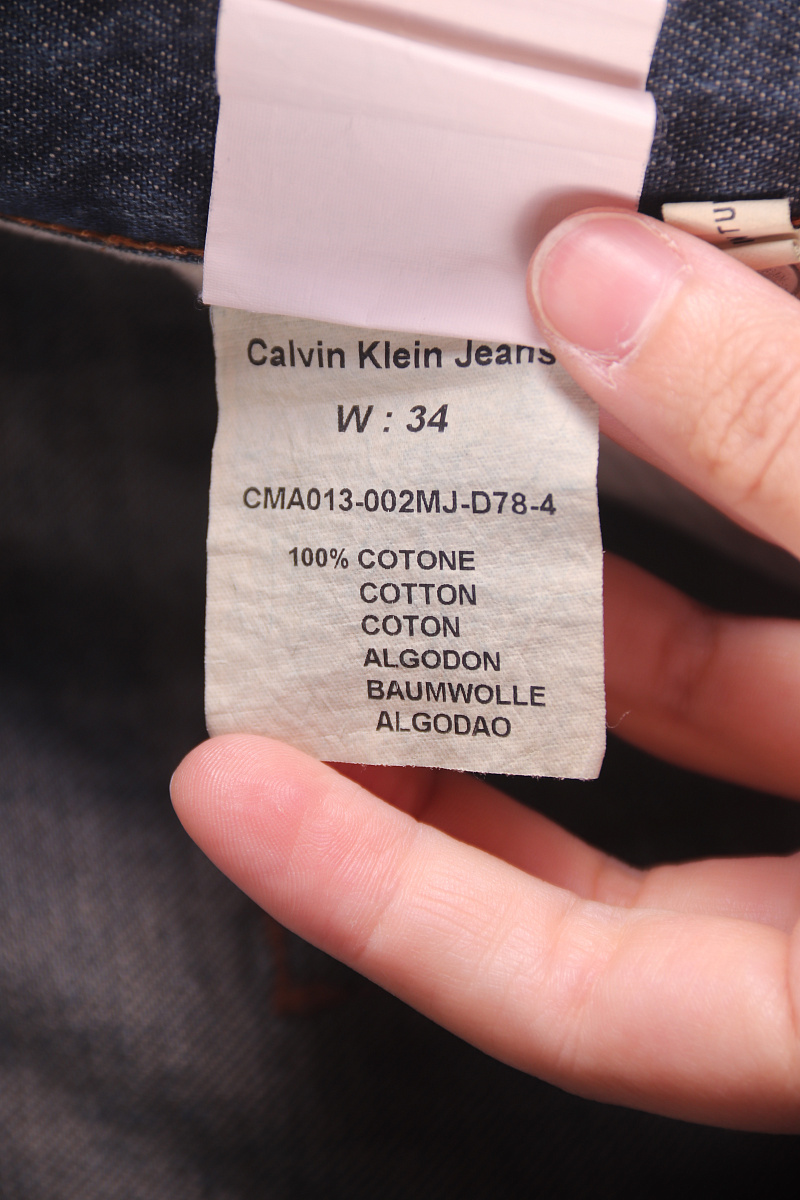 Calvin Klein Jeans
W : 34
CMA013-002MJ-D78-4
100% COTONE
COTTON
COTON
ALGODON
BAUMWOLLE
ALGODAO